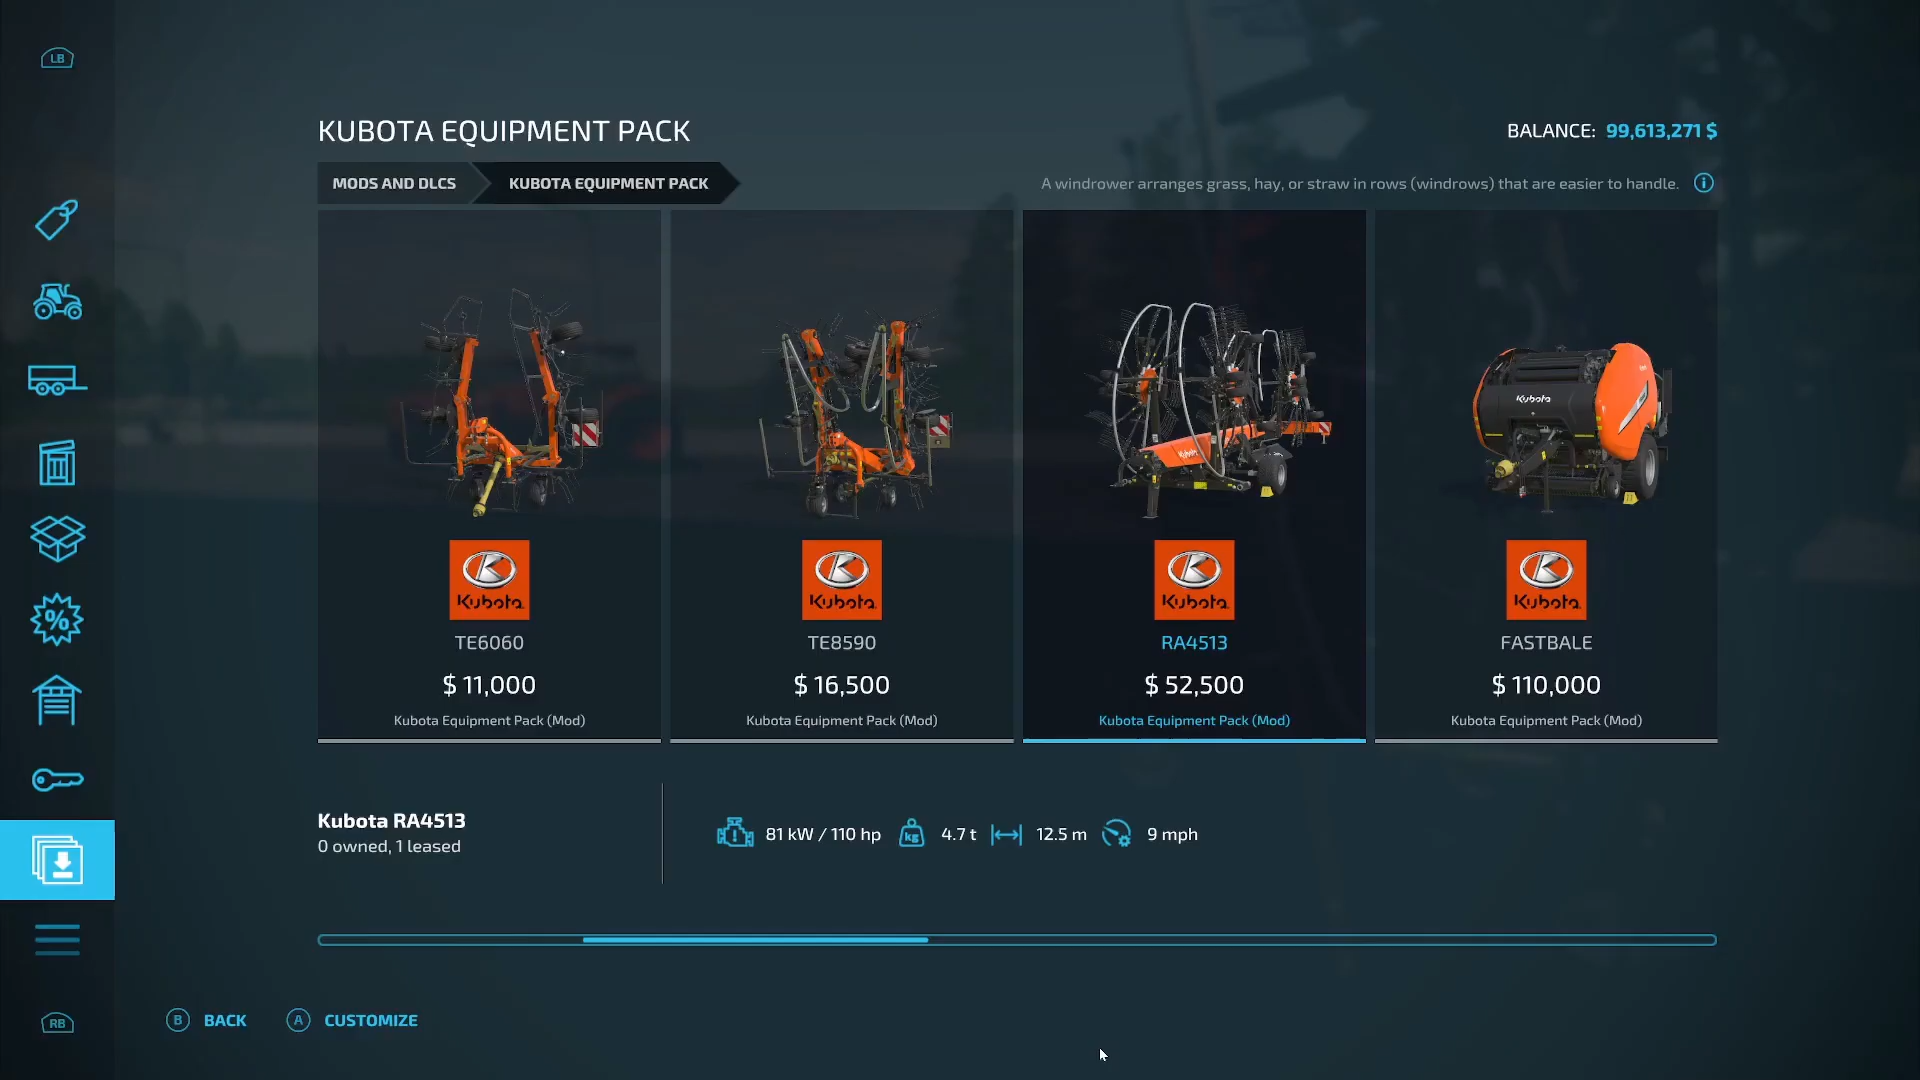 LB
KUBOTA EQUIPMENT PACK
BALANCE: 99,613,271 $
MODS AND DLCS
KUBOTA EQUIPMENT PACK
A windrower arranges grass, hay, or straw in rows (windrows) that are easier to handle.
Kubota
Kubota
Kubota
Kubota
Kubota
Kubota
TE6060
TE8590
RA4513
FASTBALE
$ 11,000
$ 16,500
$ 52,500
$ 110,000
Kubota Equipment Pack (Mod)
Kubota Equipment Pack (Mod)
Kubota Equipment Pack (Mod)
Kubota Equipment Pack (Mod)
Kubota RA4513
0 owned, 1 leased
81 kW / 110 hp
kg
4.7 t
12.5 m
9 mph
RB
B BACK
A CUSTOMIZE